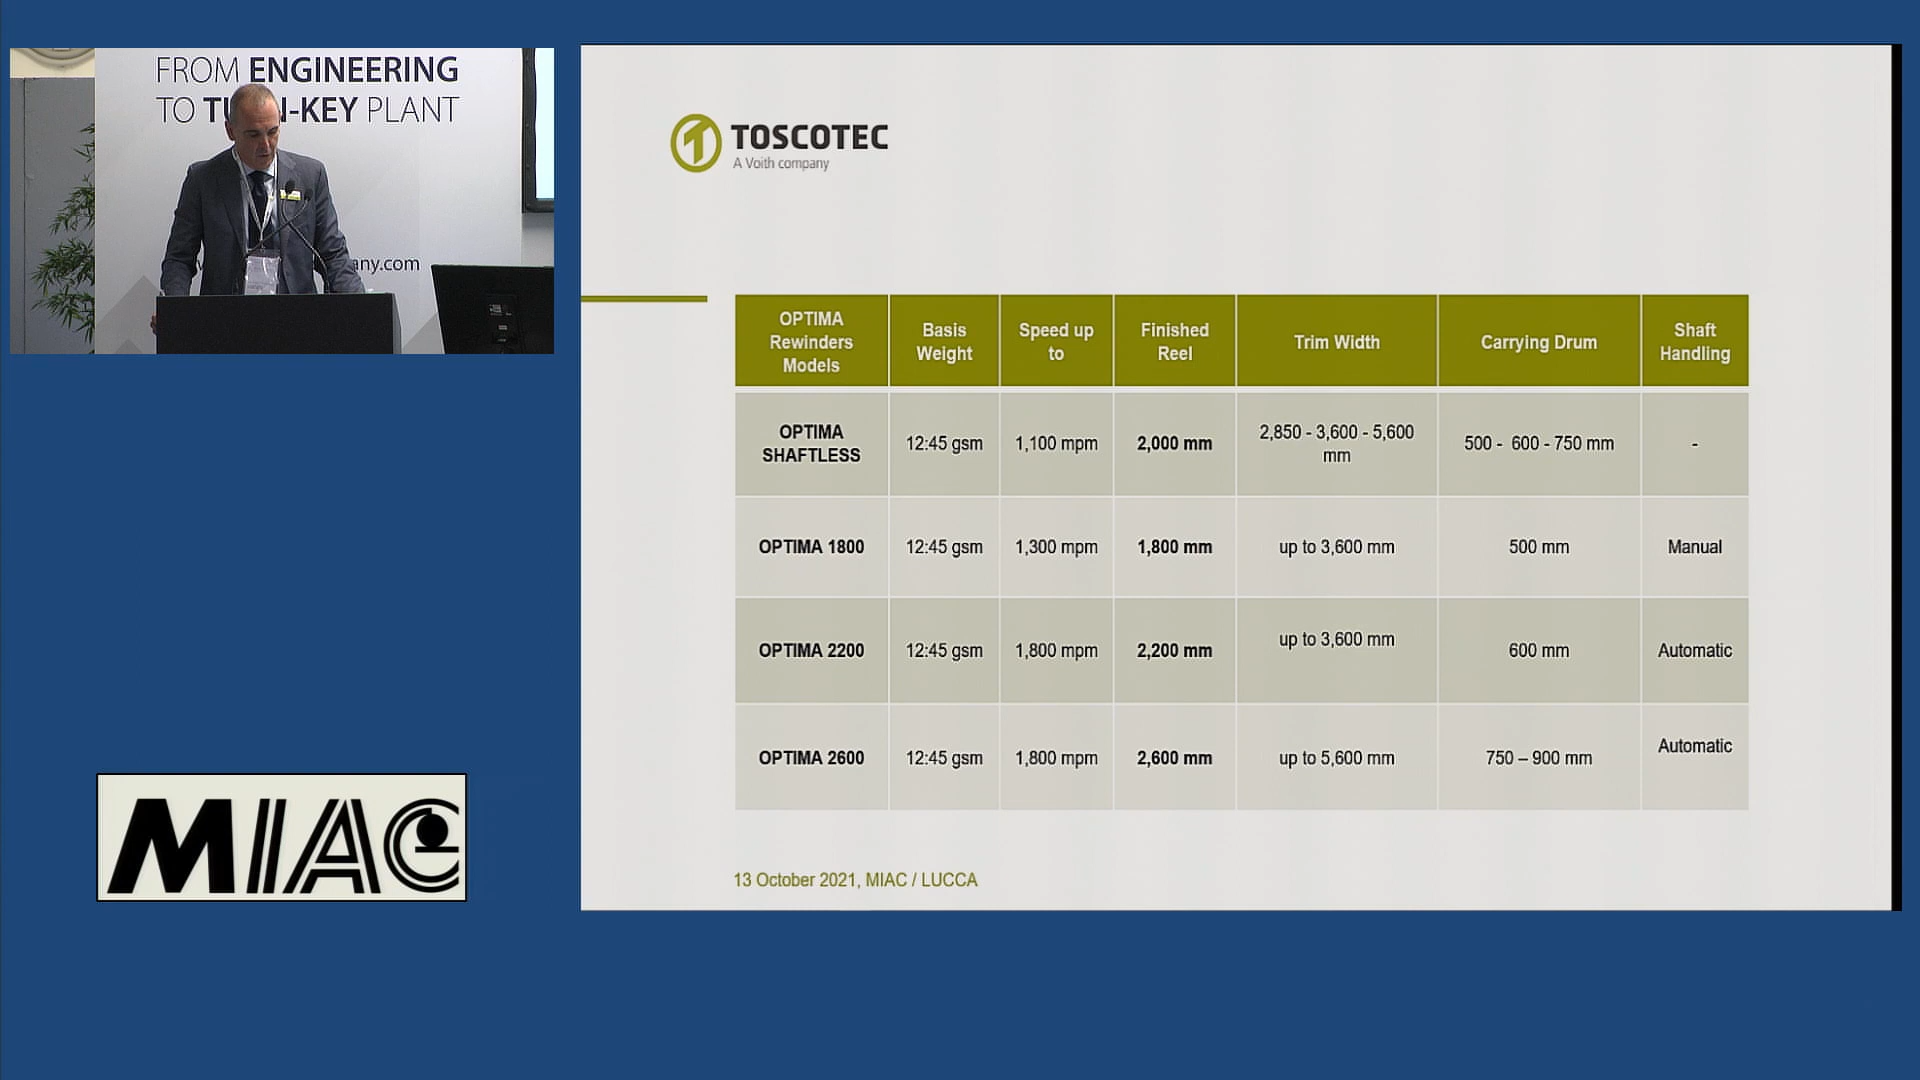 FROM ENGINEERING
TO PLANT
TOSCOTEC
A Voith company
OPTIMA Rewinders Models
Basis Weight
Speed up to
Finished Reel
Trim Width
Carrying Drum
Shaft Handling
OPTIMA SHAFTLESS
12:45 gsm
1,100 mpm
2,000 mm
2,850 - 3,600 - 5,600 mm
500 - 600 - 750 mm
-
OPTIMA 1800
12:45 gsm
1,300 mpm
1,800 mm
up to 3,600 mm
500 mm
Manual
OPTIMA 2200
12:45 gsm
1,800 mpm
2,200 mm
up to 3,600 mm
600 mm
Automatic
OPTIMA 2600
12:45 gsm
1,800 mpm
2,600 mm
up to 5,600 mm
750 – 900 mm
Automatic
13 October 2021, MIAC / LUCCA
MIAC